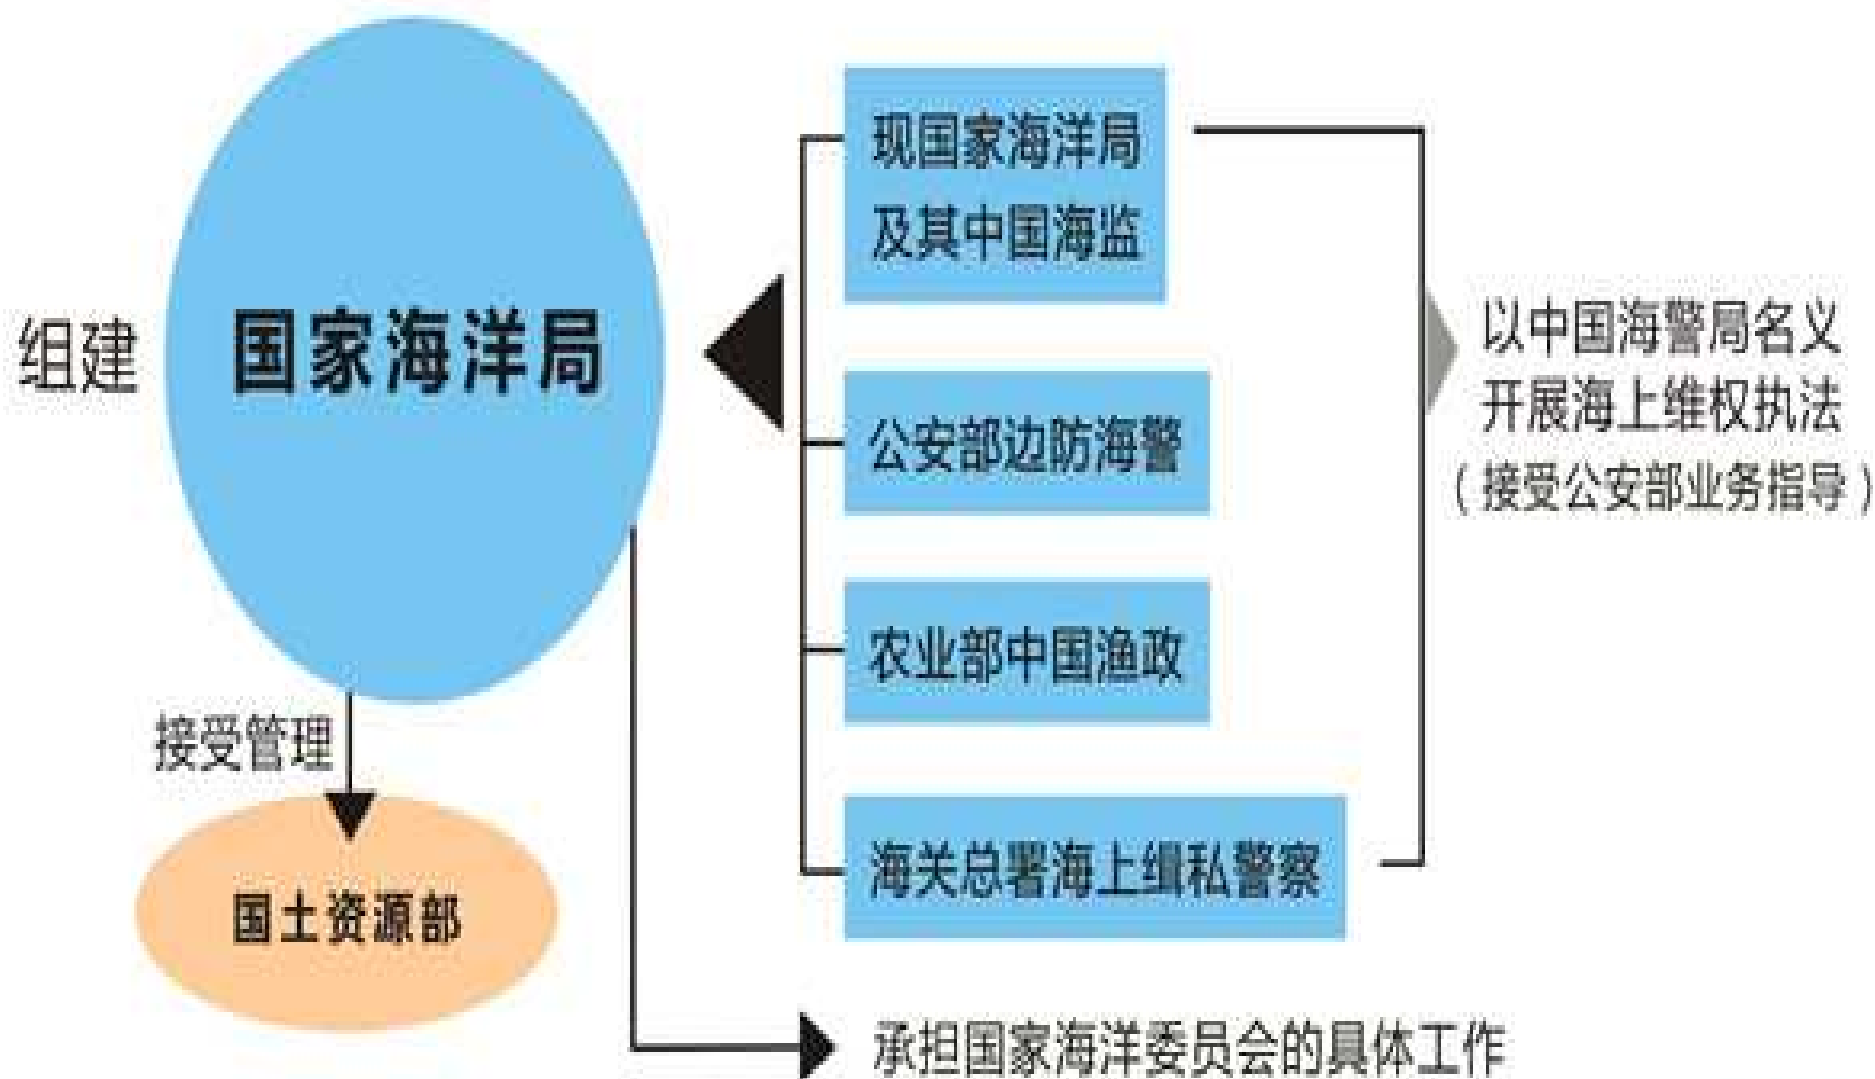 组建
国家海洋局
现国家海洋局
及其中国海监
公安部边防海警
农业部中国渔政
海关总署海上缉私警察
以中国海警局名义
开展海上维权执法
（接受公安部业务指导）
接受管理
国土资源部
承担国家海洋委员会的具体工作